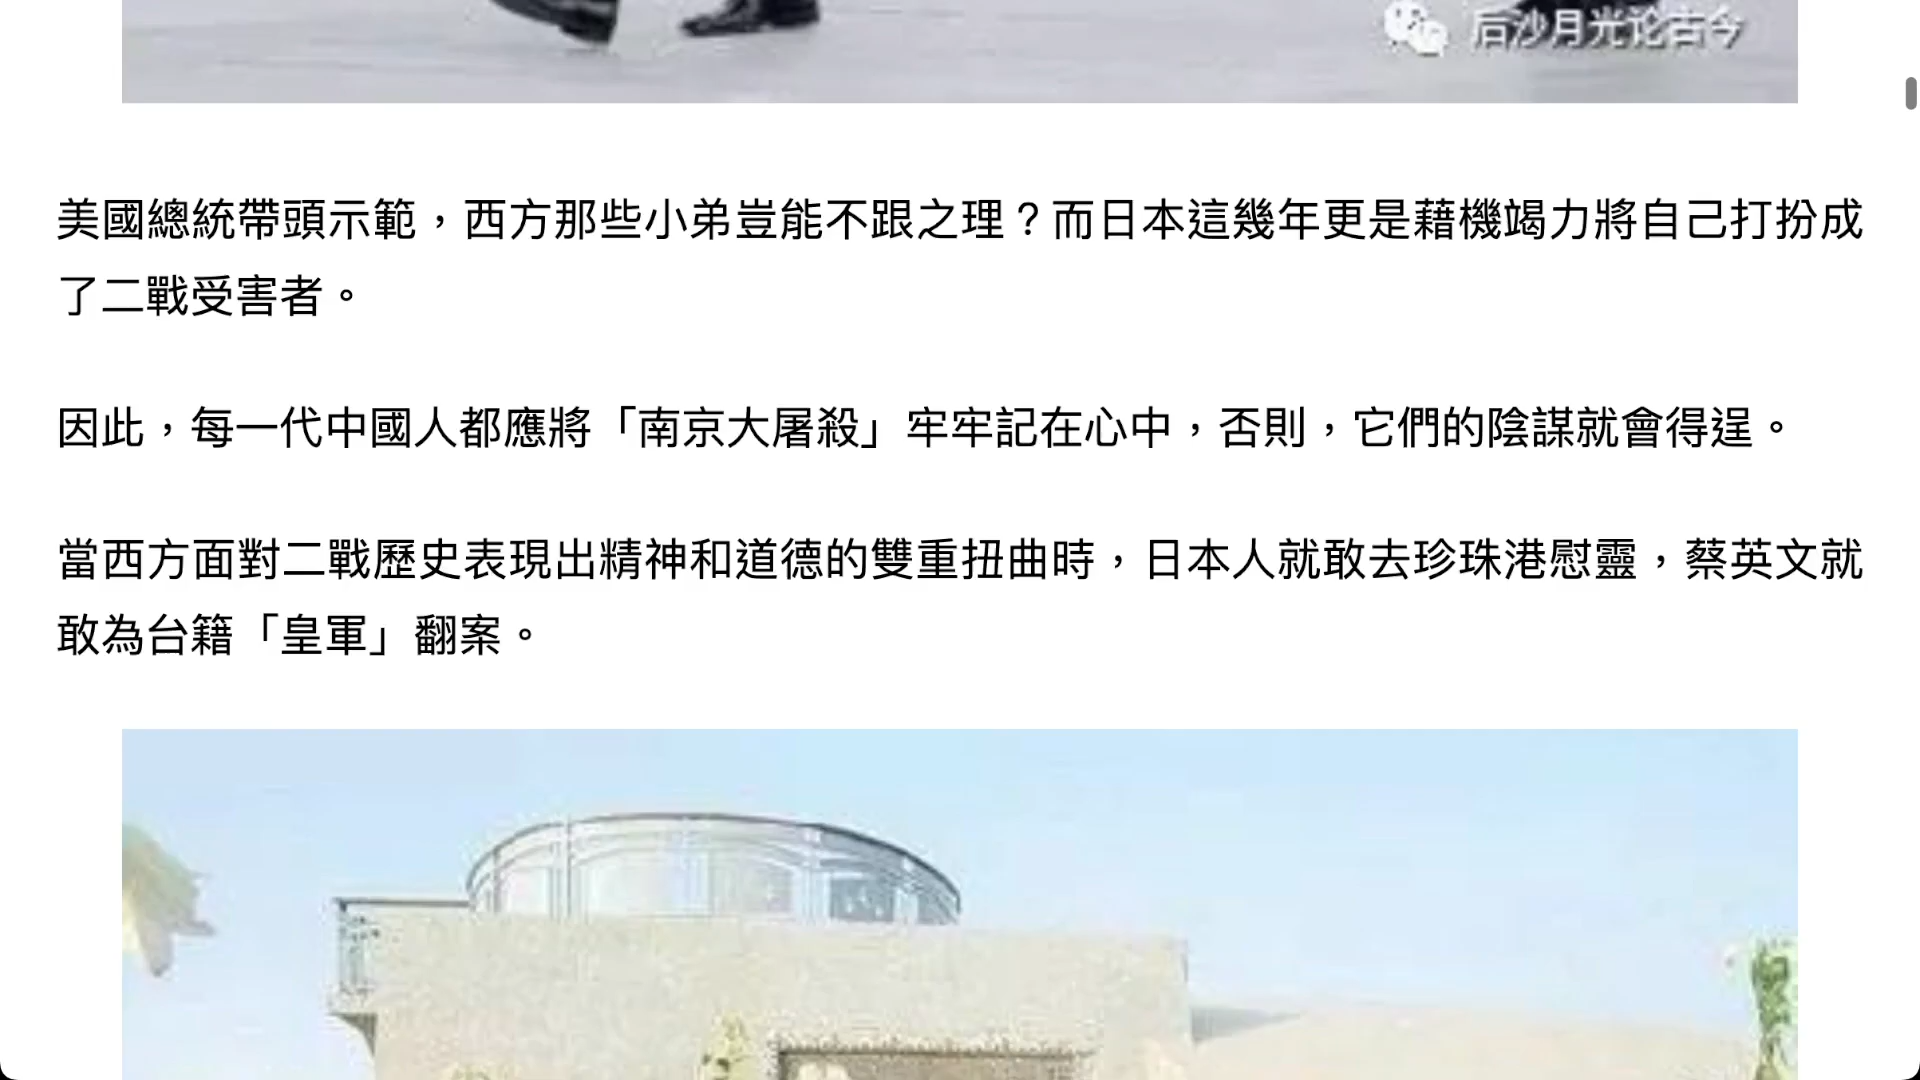 后沙月光论古今
美國總統帶頭示範，西方那些小弟豈能不跟之理？而日本這幾年更是藉機竭力將自己打扮成
了二戰受害者。
因此，每一代中國人都應將「南京大屠殺」牢牢記在心中，否則，它們的陰謀就會得逞。
當西方面對二戰歷史表現出精神和道德的雙重扭曲時，日本人就敢去珍珠港慰靈，蔡英文就
敢為台籍「皇軍」翻案。